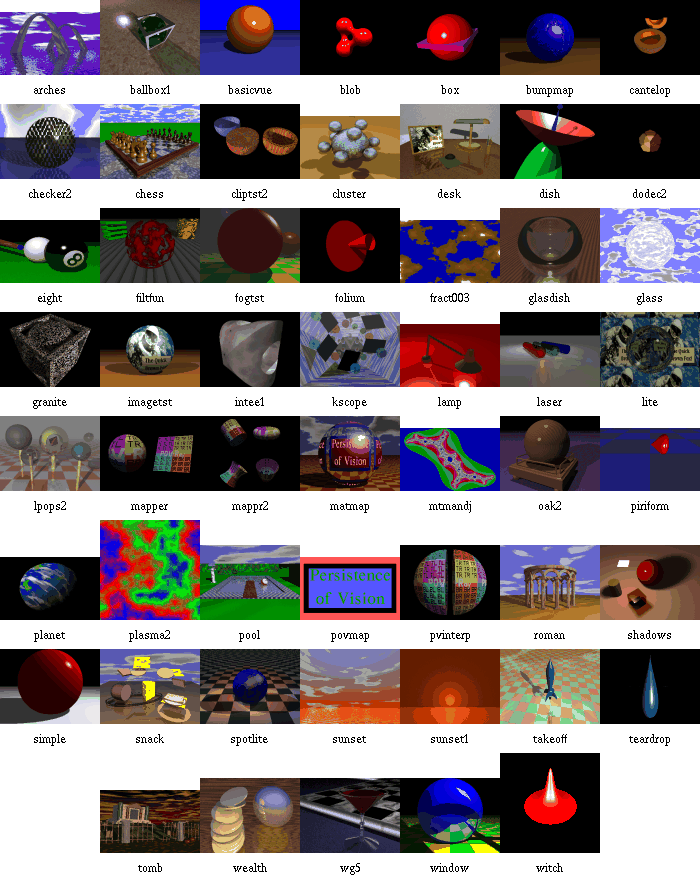 arches ballbox1 basicvue blob box bumpmap cantelop
checker2 chess cliptst2 cluster desk dish dodec2
eight filtfun fogtst folium fract003 glasdish glass
granite imagetst intee1 kscope lamp laser lite
Persistence
of Vision
lpops2 mapper mappr2 matmap mtmandj oak2 piriform
Persistence
of Vision
planet plasma2 pool povmap pvinterp roman shadows
simple snack spotlite sunset sunset1 takeoff teardrop
tomb wealth wg5 window witch